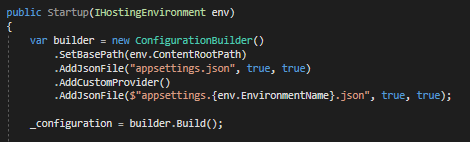 public Startup(IHostingEnvironment env)
{
    var builder = new ConfigurationBuilder()
        .SetBasePath(env.ContentRootPath)
        .AddJsonFile("appsettings.json", true, true)
        .AddCustomProvider()
        .AddJsonFile($"appsettings.{env.EnvironmentName}.json", true, true);
    _configuration = builder.Build();